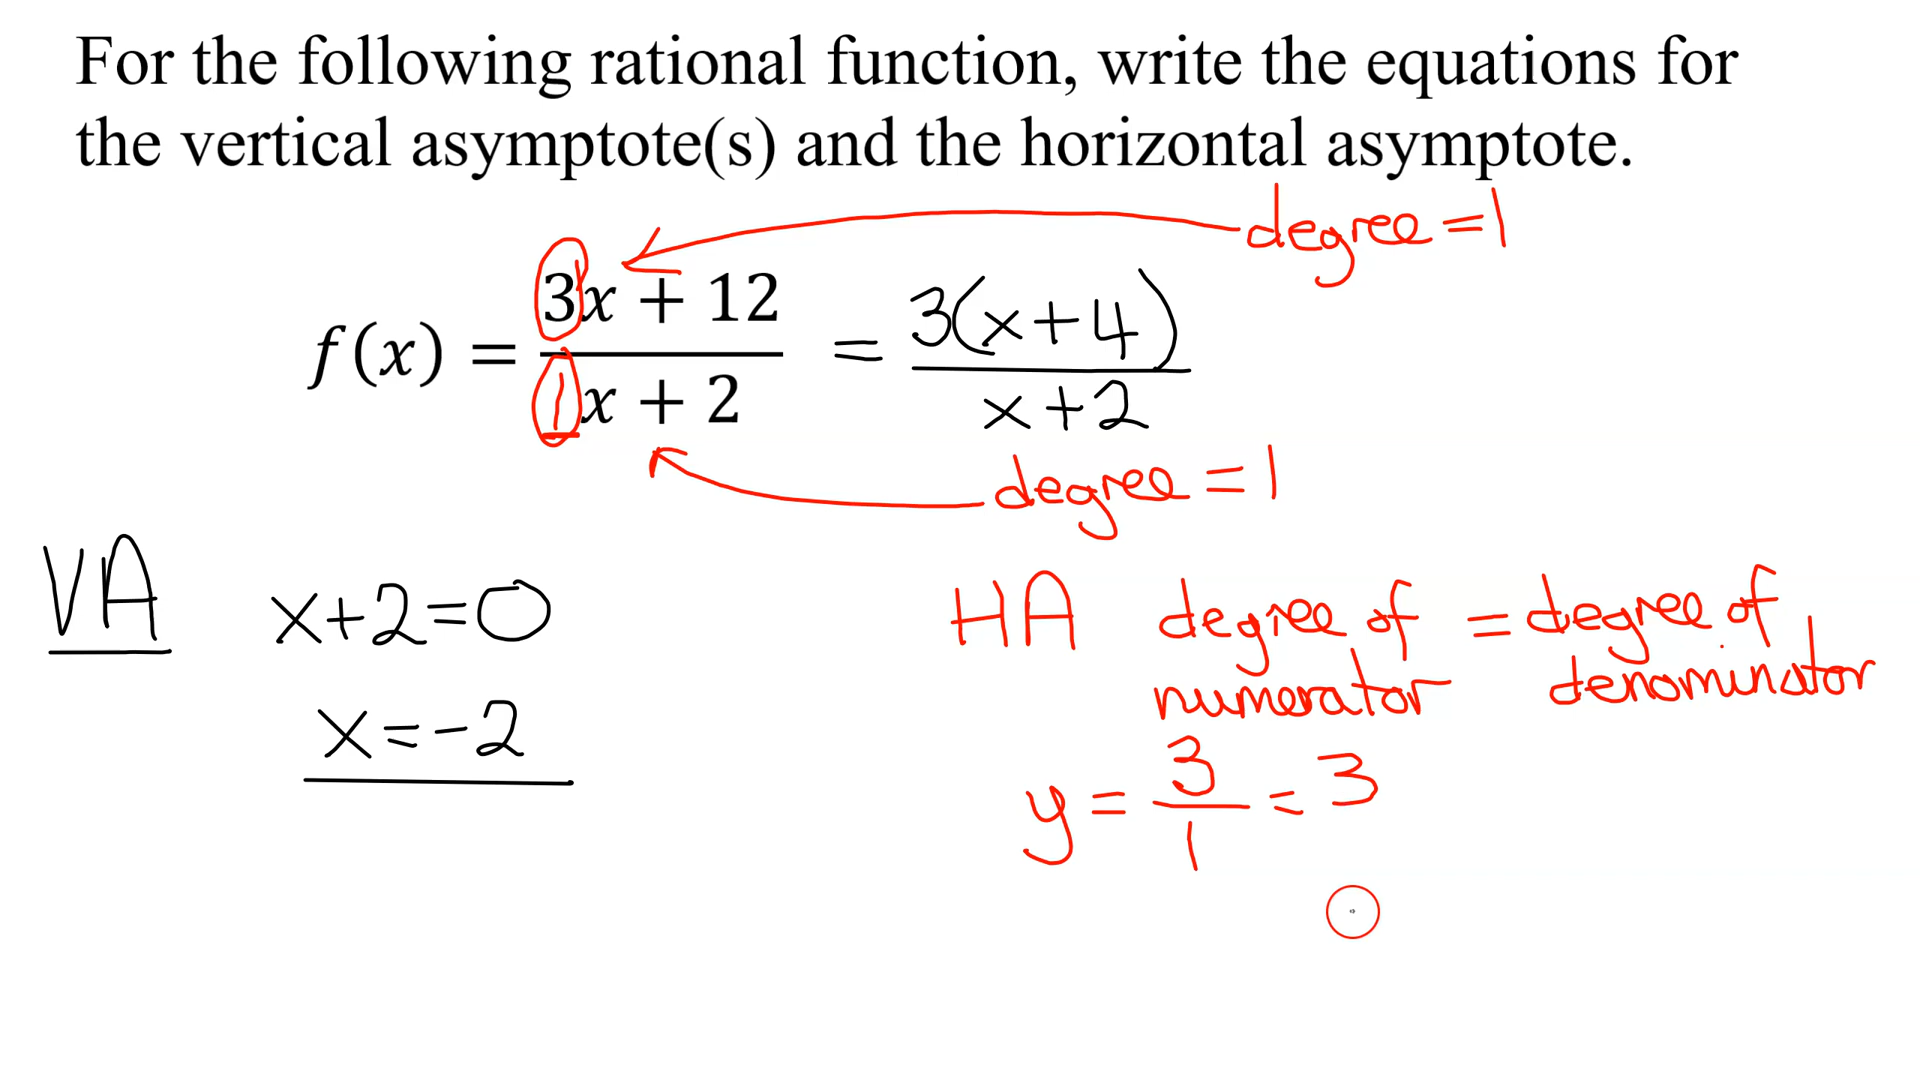 For the following rational function, write the equations for
the vertical asymptote(s) and the horizontal asymptote.
degree = 1
f(x) = (3x + 12)/(1x + 2) = 3(x+4)/(x+2)
degree = 1
VA x+2=0
x=-2
HA degree of numerator = degree of denominator
y = 3/1 = 3